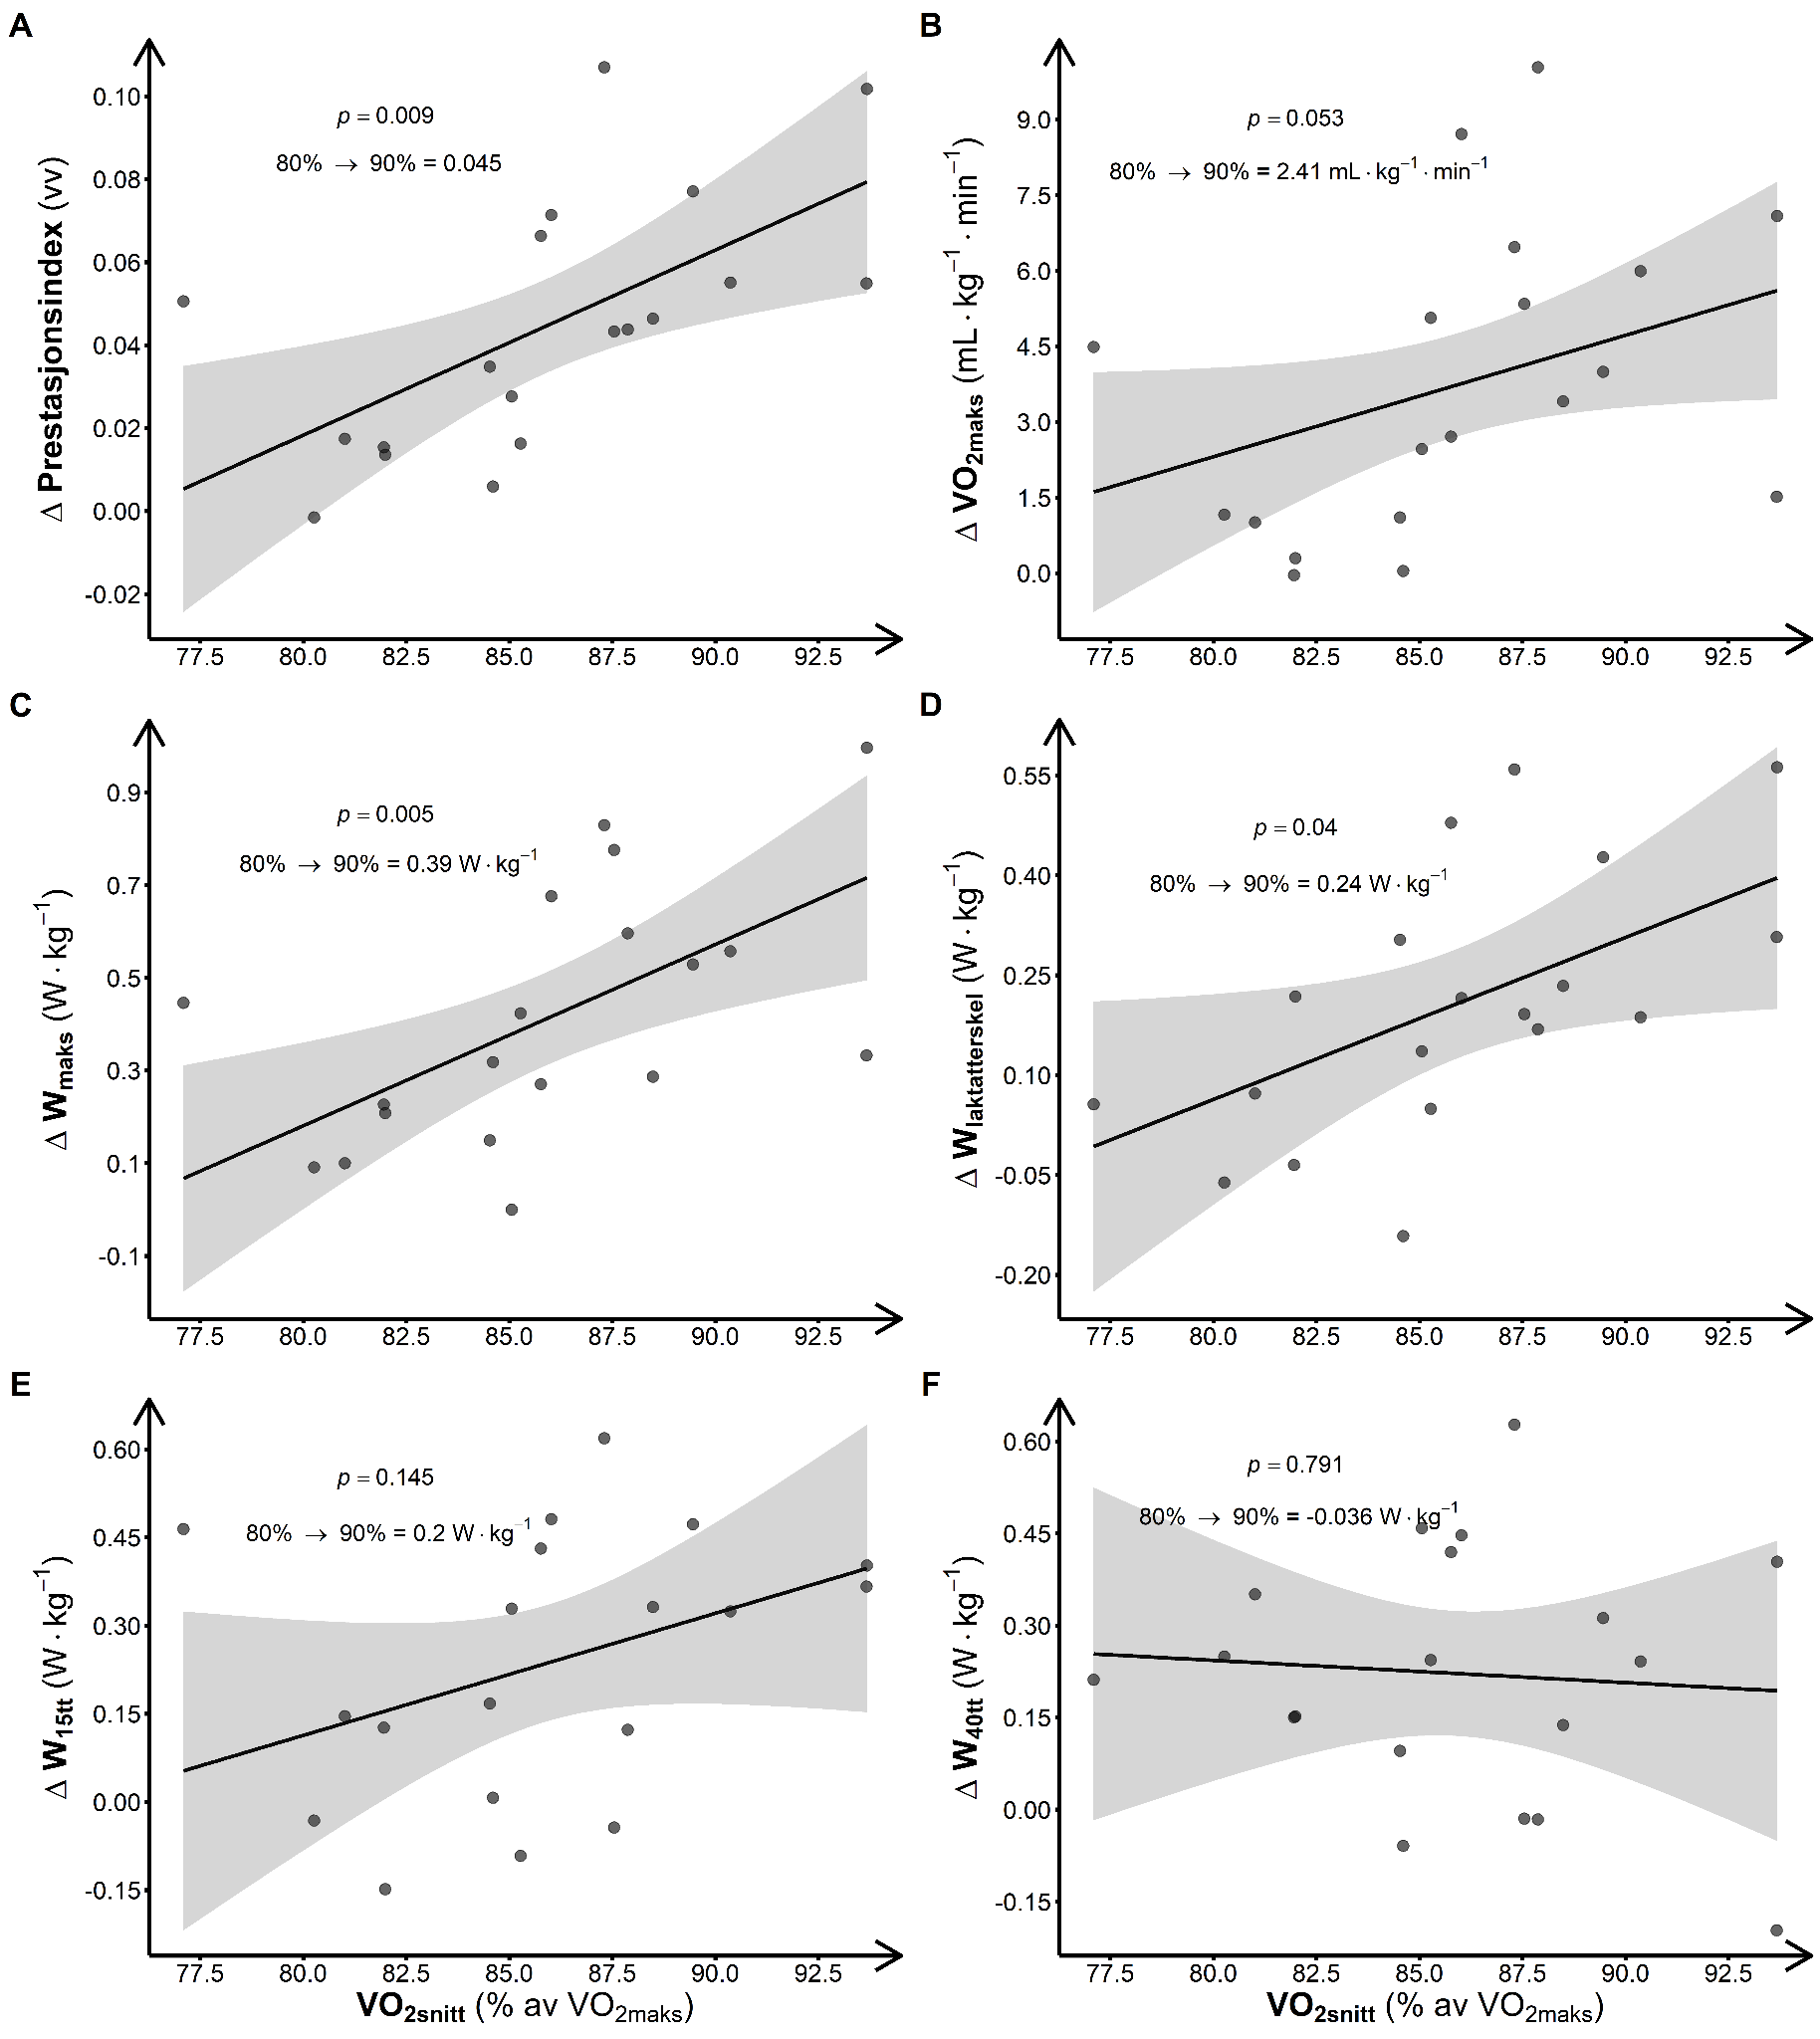 A
Δ Prestasjonsindex (vv)
0.10
0.08
0.06
0.04
0.02
0.00
-0.02
p = 0.009
80% → 90% = 0.045
77.5 80.0 82.5 85.0 87.5 90.0 92.5
B
Δ VO₂maks (mL · kg⁻¹ · min⁻¹)
9.0
7.5
6.0
4.5
3.0
1.5
0.0
p = 0.053
80% → 90% = 2.41 mL · kg⁻¹ · min⁻¹
77.5 80.0 82.5 85.0 87.5 90.0 92.5
C
Δ Wmaks (W · kg⁻¹)
0.9
0.7
0.5
0.3
0.1
-0.1
p = 0.005
80% → 90% = 0.39 W · kg⁻¹
77.5 80.0 82.5 85.0 87.5 90.0 92.5
D
Δ Wlaktatterskel (W · kg⁻¹)
0.55
0.40
0.25
0.10
-0.05
-0.20
p = 0.04
80% → 90% = 0.24 W · kg⁻¹
77.5 80.0 82.5 85.0 87.5 90.0 92.5
E
Δ W15tt (W · kg⁻¹)
0.60
0.45
0.30
0.15
0.00
-0.15
p = 0.145
80% → 90% = 0.2 W · kg⁻¹
77.5 80.0 82.5 85.0 87.5 90.0 92.5
VO₂snitt (% av VO₂maks)
F
Δ W40tt (W · kg⁻¹)
0.60
0.45
0.30
0.15
0.00
-0.15
p = 0.791
80% → 90% = -0.036 W · kg⁻¹
77.5 80.0 82.5 85.0 87.5 90.0 92.5
VO₂snitt (% av VO₂maks)